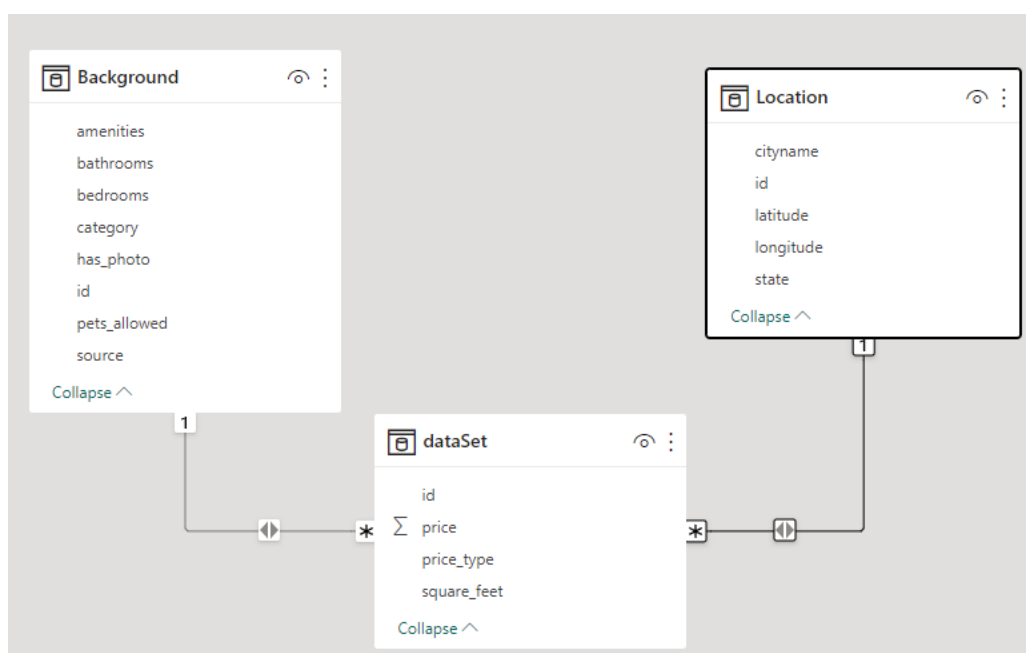 Background
amenities
bathrooms
bedrooms
category
has_photo
id
pets_allowed
source
Collapse
1
Location
cityname
id
latitude
longitude
state
Collapse
1
dataSet
id
Σ price
price_type
square_feet
Collapse
*
*